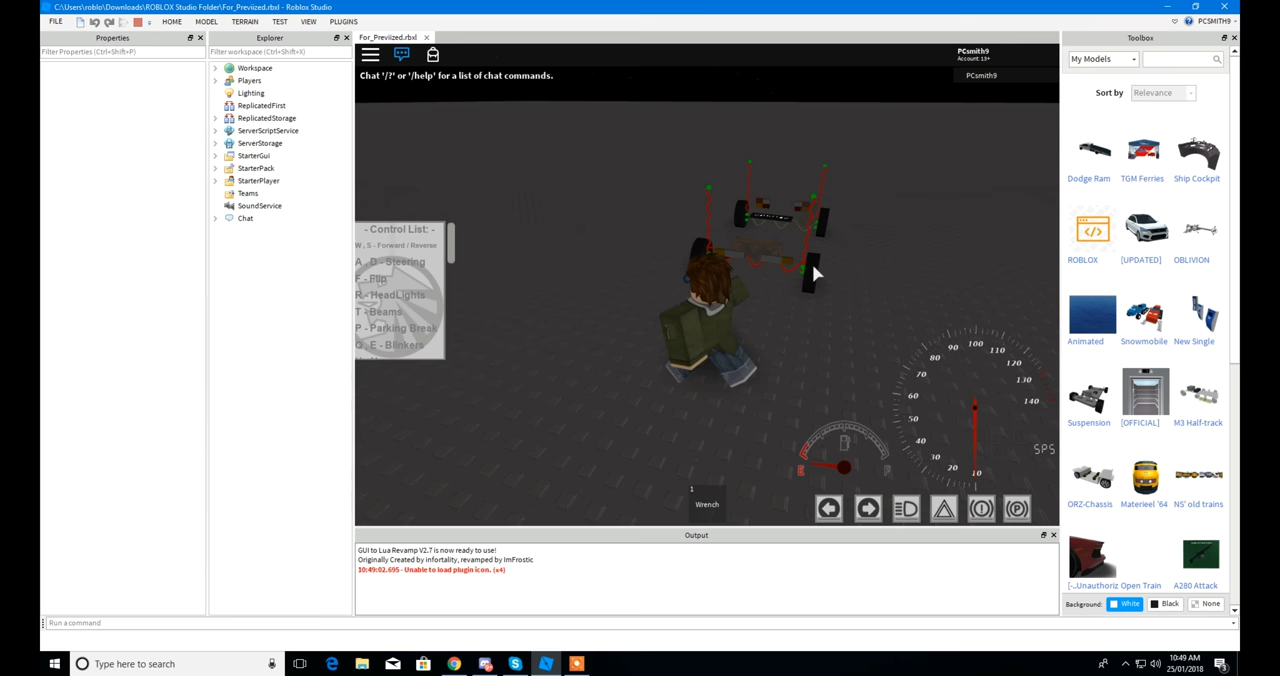 C:\Users\roblo\Downloads\ROBLOX Studio Folder\For_Previized.rbxl - Roblox Studio
FILE HOME MODEL TERRAIN TEST VIEW PLUGINS PCSMITH9
Properties
Filter Properties (Ctrl+Shift+P)
Explorer
Filter workspace (Ctrl+Shift+X)
Workspace
Players
Lighting
ReplicatedFirst
ReplicatedStorage
ServerScriptService
ServerStorage
StarterGui
StarterPack
StarterPlayer
Teams
SoundService
Chat
For_Previized.rbxl
PCsmith9
Account: 13+
Chat '/?' or '/help' for a list of chat commands.
PCsmith9
- Control List: -
W , S - Forward / Reverse
A , D - Steering
F - Flip
R - HeadLights
T - Beams
P - Parking Break
Q , E - Blinkers
10 20 30 40 50 60 70 80 90 100 110 120 130 140
SPS
E F
1
Wrench
Output
GUI to Lua Revamp V2.7 is now ready to use!
Originally Created by infortality, revamped by ImFrostic
10:49:02.695 - Unable to load plugin icon. (x4)
Toolbox
My Models
Sort by Relevance
Dodge Ram TGM Ferries Ship Cockpit
ROBLOX [UPDATED] OBLIVION
Animated Snowmobile New Single
Suspension [OFFICIAL] M3 Half-track
ORZ-Chassis Materieel '64 NS' old trains
[-..Unauthoriz Open Train A280 Attack
Background: White Black None
Run a command
Type here to search
10:49 AM
25/01/2018
3